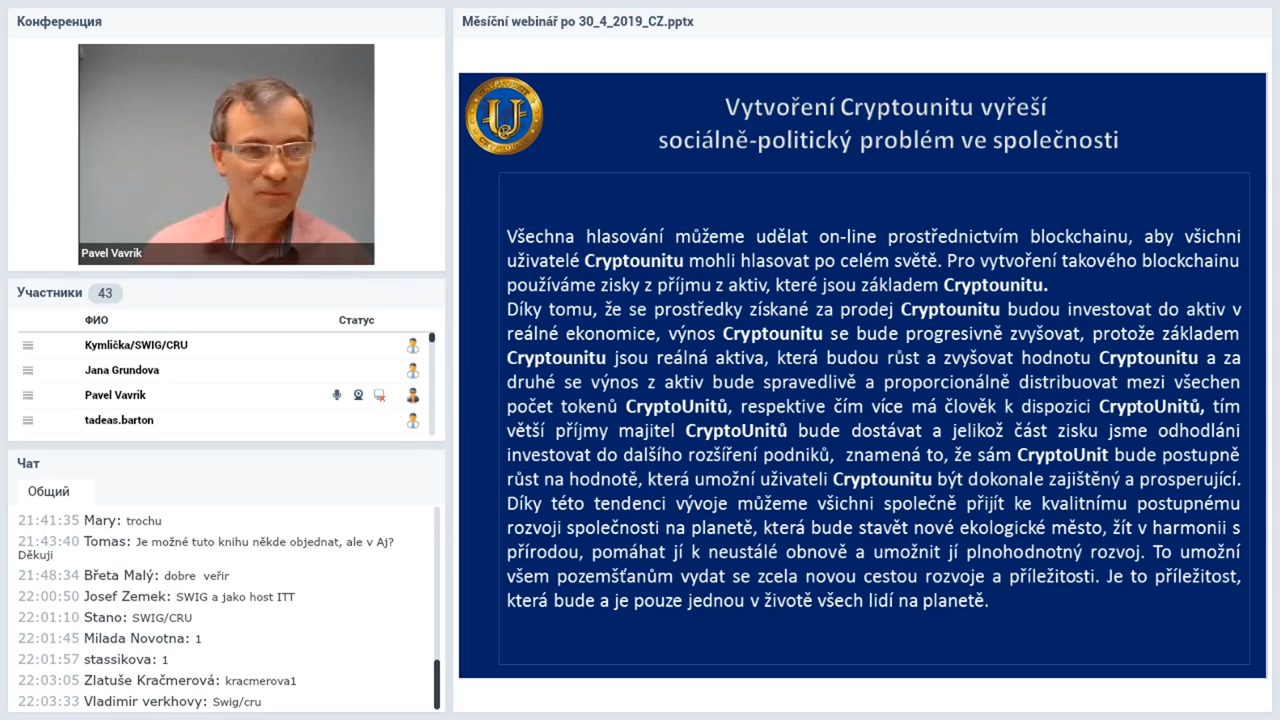 Конференция
Pavel Vavrik
Участники 43
ФИО Статус
Kymlička/SWIG/CRU
Jana Grundova
Pavel Vavrik
tadeas.barton
Чат
Общий
21:41:35 Mary: trochu
21:43:40 Tomas: Je možné tuto knihu někde objednat, ale v Aj?
Děkuji
21:48:34 Břeta Malý: dobre veřir
22:00:50 Josef Zemek: SWIG a jako host ITT
22:01:10 Stano: SWIG/CRU
22:01:45 Milada Novotna: 1
22:01:57 stassikova: 1
22:03:05 Zlatuše Kračmerová: kracmerova1
22:03:33 Vladimir verkhovy: Swig/cru
Měsíční webinář po 30_4_2019_CZ.pptx
Vytvoření Cryptounitu vyřeší
sociálně-politický problém ve společnosti
Všechna hlasování můžeme udělat on-line prostřednictvím blockchainu, aby všichni
uživatelé Cryptounitu mohli hlasovat po celém světě. Pro vytvoření takového blockchainu
používáme zisky z příjmu z aktiv, které jsou základem Cryptounitu.
Díky tomu, že se prostředky získané za prodej Cryptounitu budou investovat do aktiv v
reálné ekonomice, výnos Cryptounitu se bude progresivně zvyšovat, protože základem
Cryptounitu jsou reálná aktiva, která budou růst a zvyšovat hodnotu Cryptounitu a za
druhé se výnos z aktiv bude spravedlivě a proporcionálně distribuovat mezi všechen
počet tokenů CryptoUnitů, respektive čím více má člověk k dispozici CryptoUnitů, tím
větší příjmy majitel CryptoUnitů bude dostávat a jelikož část zisku jsme odhodláni
investovat do dalšího rozšíření podniků, znamená to, že sám CryptoUnit bude postupně
růst na hodnotě, která umožní uživateli Cryptounitu být dokonale zajištěný a prosperující.
Díky této tendenci vývoje můžeme všichni společně přijít ke kvalitnímu postupnému
rozvoji společnosti na planetě, která bude stavět nové ekologické město, žít v harmonii s
přírodou, pomáhat jí k neustálé obnově a umožnit jí plnohodnotný rozvoj. To umožní
všem pozemšťanům vydat se zcela novou cestou rozvoje a příležitosti. Je to příležitost,
která bude a je pouze jednou v životě všech lidí na planetě.